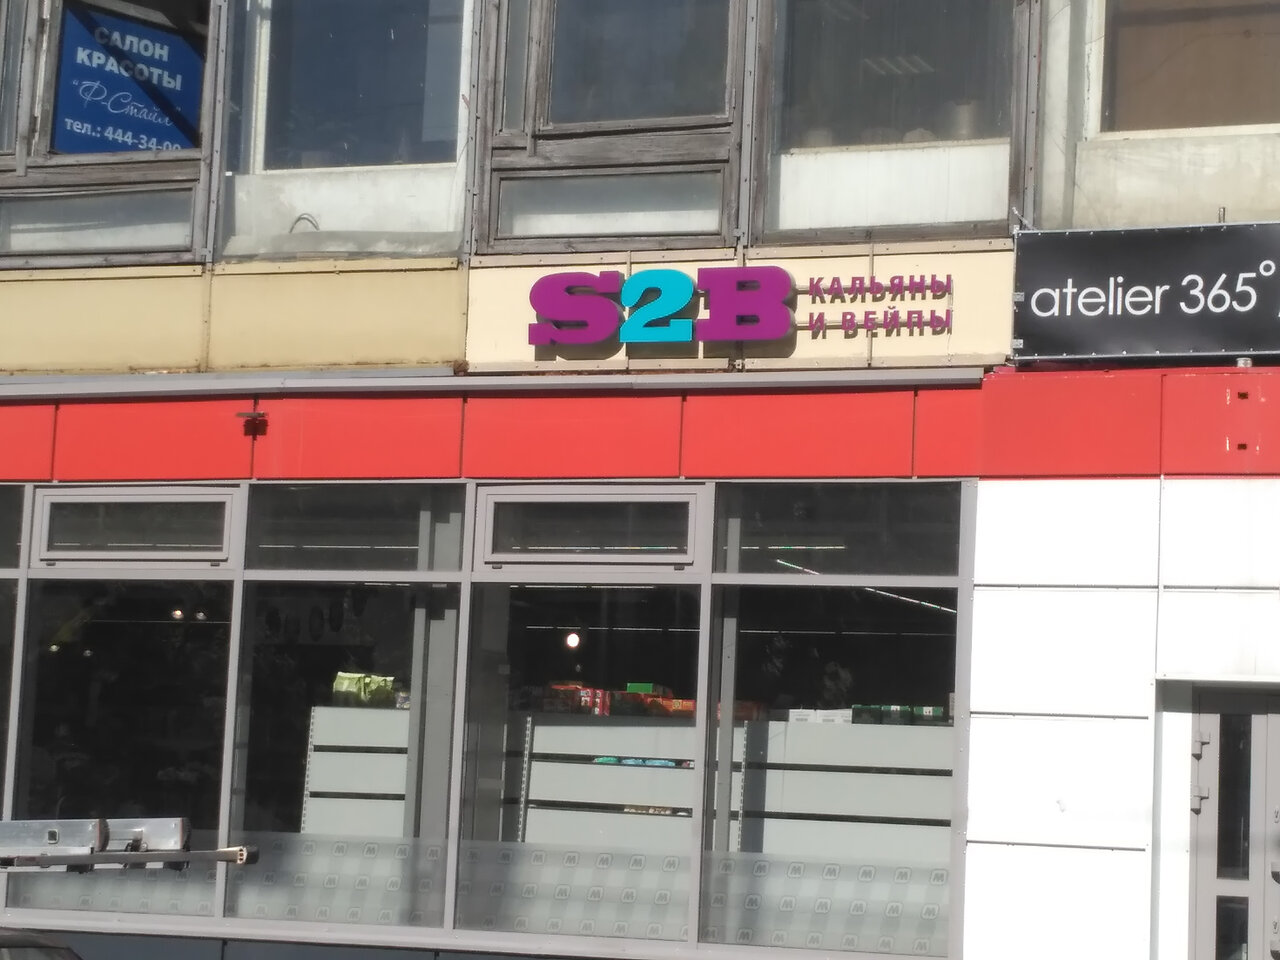 САЛОН
КРАСОТЫ
"Ф-Стайл"
тел.: 444-34-00
S2B
КАЛЬЯНЫ
И ВЕЙПЫ
atelier 365°